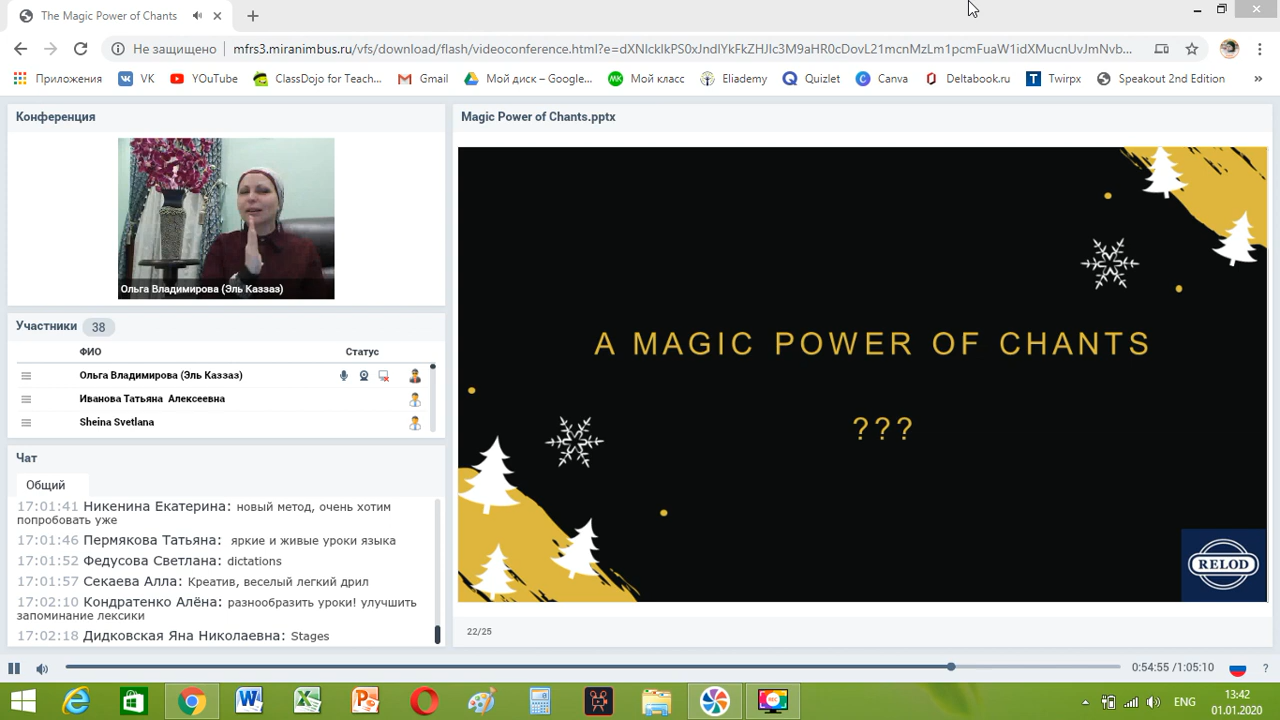 The Magic Power of Chants
Не защищено mfrs3.miranimbus.ru/vfs/download/flash/videoconference.html?e=dXNlcklkPS0xJndlYkFkZHJlc3M9aHR0cDovL21mcnMzLm1pcmFuaW1idXMucnUvJmNvb...
Приложения VK YOutube ClassDojo for Teach... Gmail Мой диск – Google... Мой класс Eliademy Quizlet Canva Deltabook.ru Twirpx Speakout 2nd Edition »
Конференция
Ольга Владимирова (Эль Каззаз)
Участники 38
ФИО Статус
Ольга Владимирова (Эль Каззаз)
Иванова Татьяна Алексеевна
Sheina Svetlana
Чат
Общий
17:01:41 Никенина Екатерина: новый метод, очень хотим
попробовать уже
17:01:46 Пермякова Татьяна: яркие и живые уроки языка
17:01:52 Федусова Светлана: dictations
17:01:57 Секаева Алла: Креатив, веселый легкий дрил
17:02:10 Кондратенко Алёна: разнообразить уроки! улучшить
запоминание лексики
17:02:18 Дидковская Яна Николаевна: Stages
Magic Power of Chants.pptx
A MAGIC POWER OF CHANTS
???
RELOD
22/25
0:54:55 /1:05:10 ?
ENG
13:42
01.01.2020